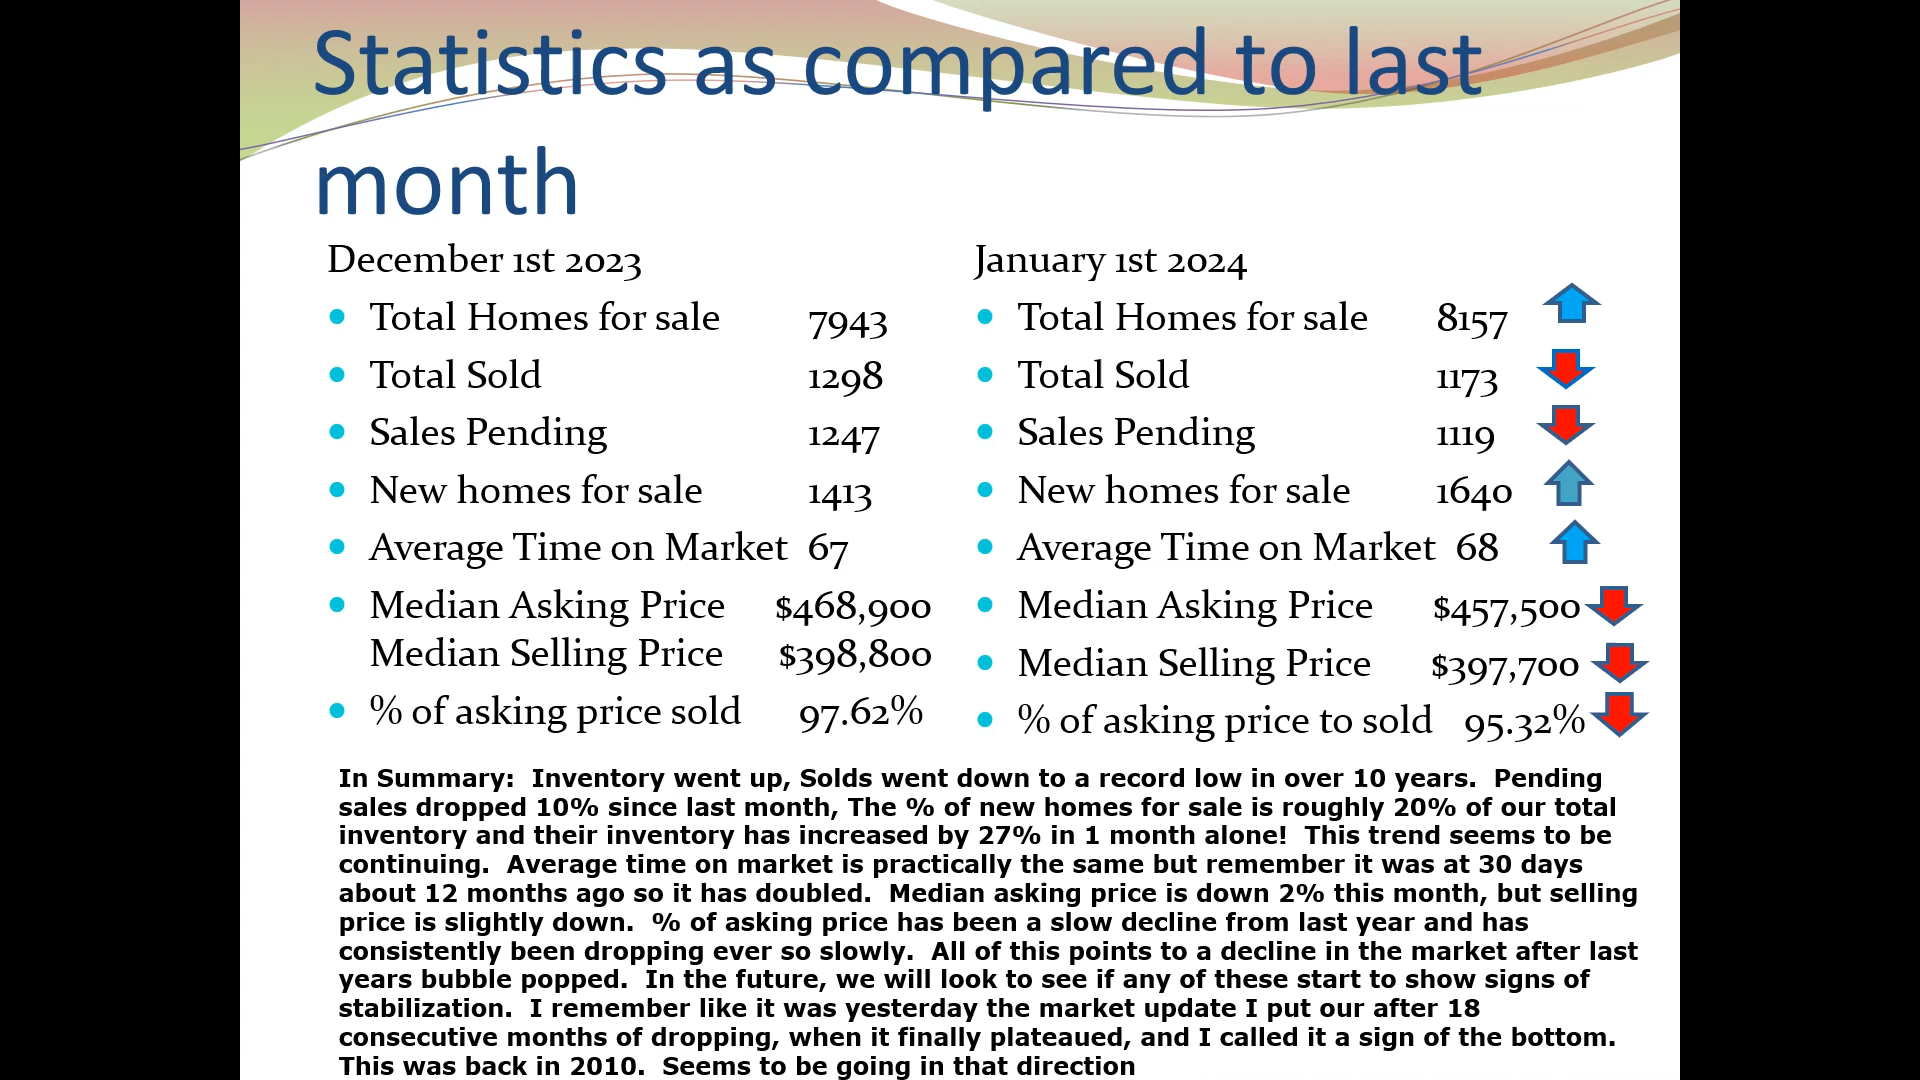 Statistics as compared to last
month
December 1st 2023
Total Homes for sale 7943
Total Sold 1298
Sales Pending 1247
New homes for sale 1413
Average Time on Market 67
Median Asking Price $468,900
Median Selling Price $398,800
% of asking price sold 97.62%
January 1st 2024
Total Homes for sale 8157
Total Sold 1173
Sales Pending 1119
New homes for sale 1640
Average Time on Market 68
Median Asking Price $457,500
Median Selling Price $397,700
% of asking price to sold 95.32%
In Summary:  Inventory went up, Solds went down to a record low in over 10 years.  Pending
sales dropped 10% since last month, The % of new homes for sale is roughly 20% of our total
inventory and their inventory has increased by 27% in 1 month alone!  This trend seems to be
continuing.  Average time on market is practically the same but remember it was at 30 days
about 12 months ago so it has doubled.  Median asking price is down 2% this month, but selling
price is slightly down.  % of asking price has been a slow decline from last year and has
consistently been dropping ever so slowly.  All of this points to a decline in the market after last
years bubble popped.  In the future, we will look to see if any of these start to show signs of
stabilization.  I remember like it was yesterday the market update I put our after 18
consecutive months of dropping, when it finally plateaued, and I called it a sign of the bottom.
This was back in 2010.  Seems to be going in that direction